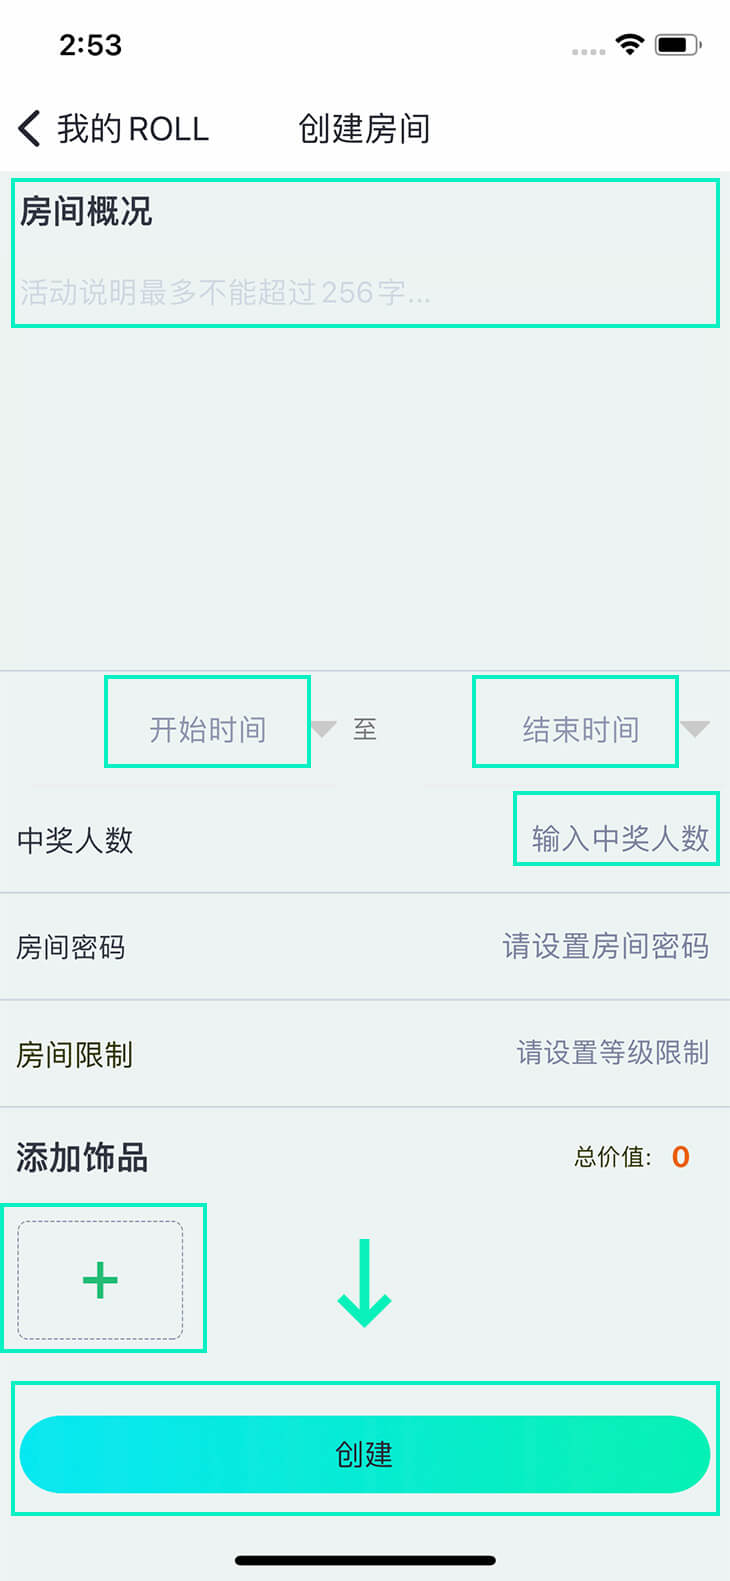 2:53
我的ROLL 创建房间
房间概况
活动说明最多不能超过256字...
开始时间 至 结束时间
中奖人数 输入中奖人数
房间密码 请设置房间密码
房间限制 请设置等级限制
添加饰品 总价值: 0
+
创建